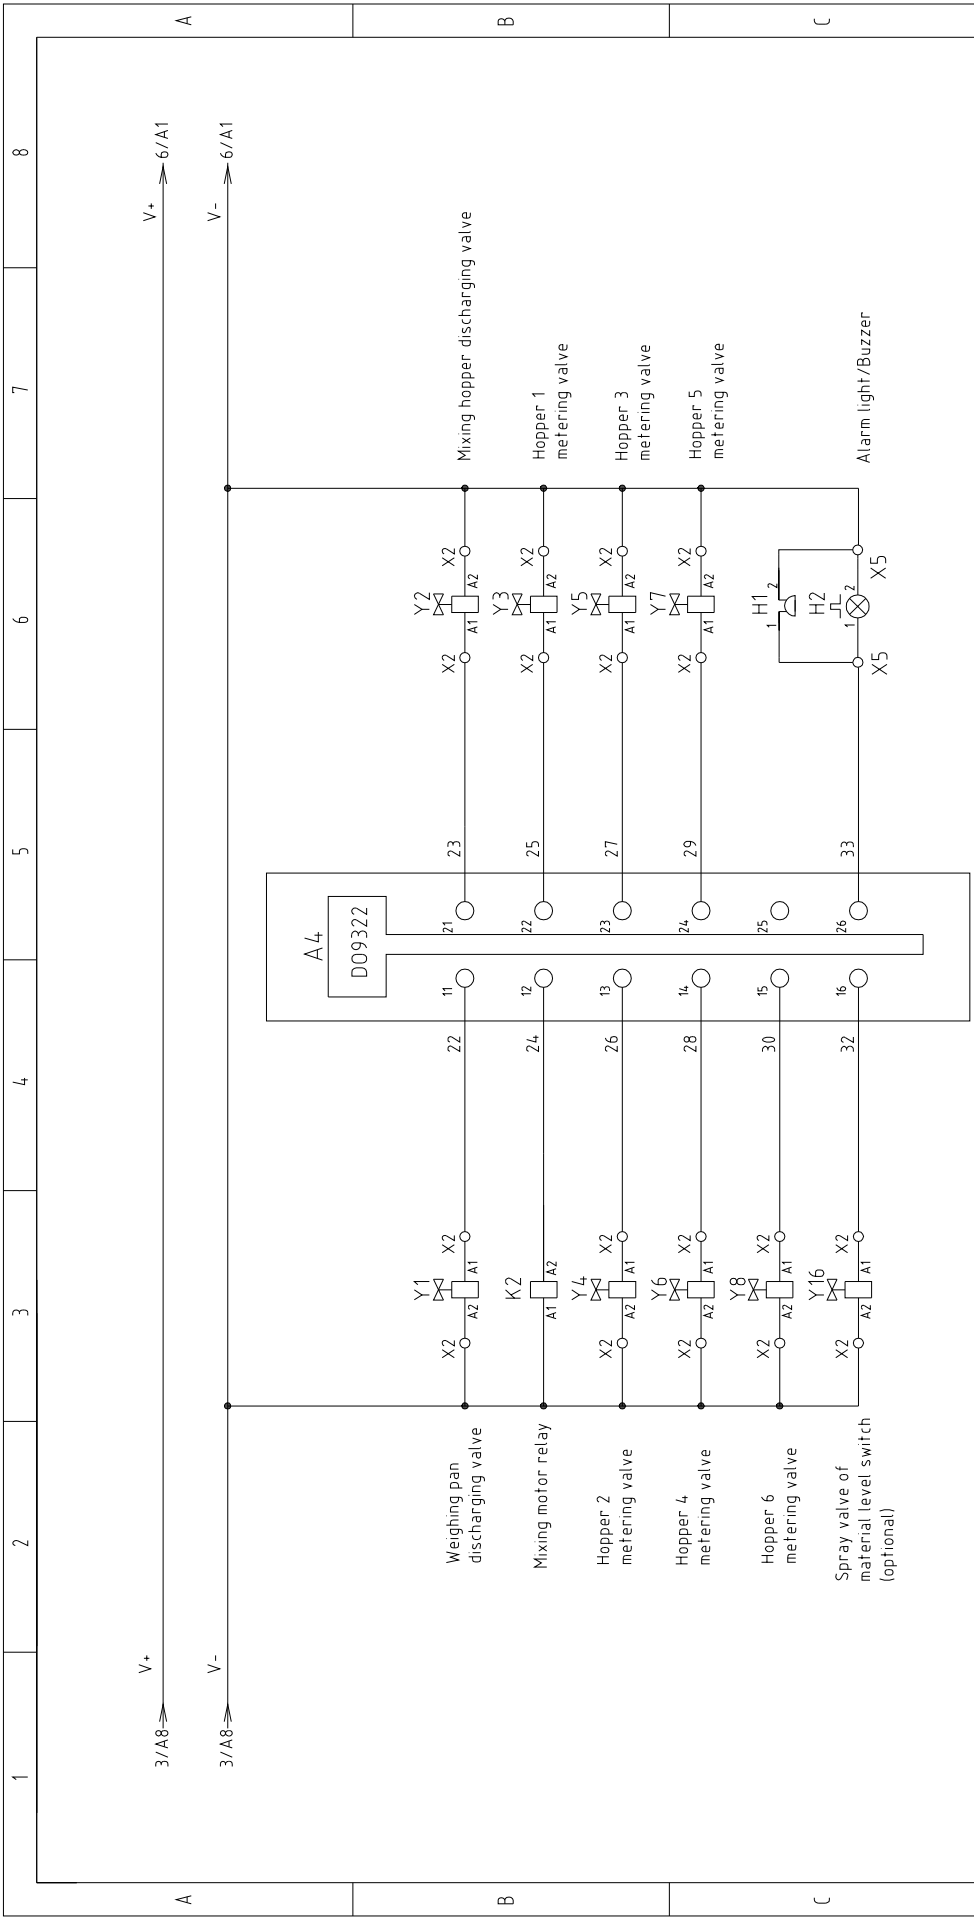 1 2 3 4 5 6 7 8
A
A
3/A8 V+ V+ 6/A1
3/A8 V- V- 6/A1
A4
DO9322
B
B
Weighing pan
discharging valve
X2 Y1 X2
A2 A1
22 11 21 23
X2 Y2 X2
A1 A2
Mixing hopper discharging valve
Mixing motor relay
K2
A1 A2
24 12 22 25
X2 Y3 X2
A1 A2
Hopper 1
metering valve
Hopper 2
metering valve
X2 Y4 X2
A2 A1
26 13 23 27
X2 Y5 X2
A1 A2
Hopper 3
metering valve
Hopper 4
metering valve
X2 Y6 X2
A2 A1
28 14 24 29
X2 Y7 X2
A1 A2
Hopper 5
metering valve
C
C
Hopper 6
metering valve
X2 Y8 X2
A2 A1
30 15 25
H1
1 2
Spray valve of
material level switch
(optional)
X2 Y16 X2
A2 A1
32 16 26 33
H2
1 2
X5 X5
Alarm light/Buzzer